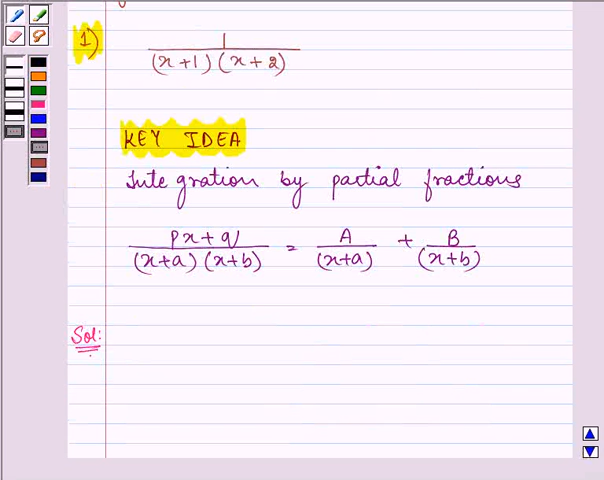 1) 1 / (x+1) (x+2)
KEY IDEA
Integration by partial fractions
px+q / (x+a) (x+b) = A / (x+a) + B / (x+b)
Sol: